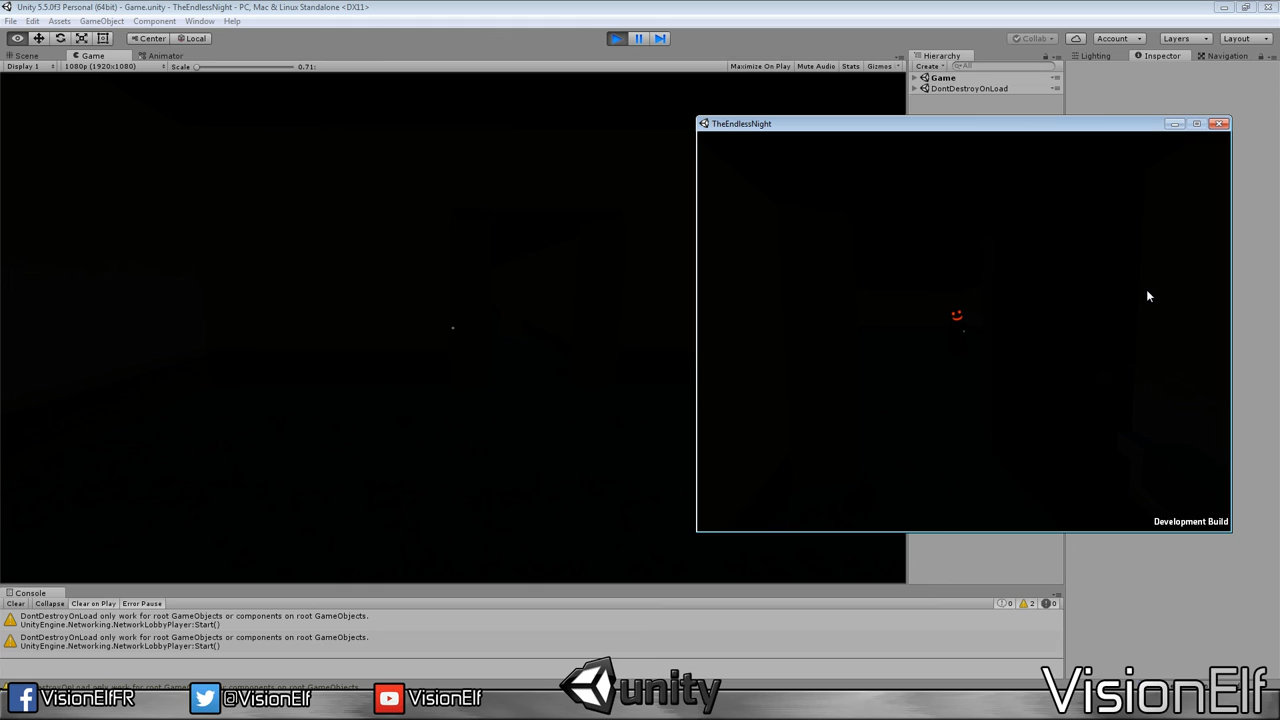 Unity 5.5.0f3 Personal (64bit) - Game.unity - TheEndlessNight - PC, Mac & Linux Standalone <DX11>
File Edit Assets GameObject Component Window Help
Center Local Collab Account Layers Layout
Scene Game Animator Hierarchy Lighting Inspector Navigation
Display 1 1080p (1920x1080) Scale 0.71: Maximize On Play Mute Audio Stats Gizmos Create All
Game
DontDestroyOnLoad
TheEndlessNight
Development Build
Console
Clear Collapse Clear on Play Error Pause 0 2 0
DontDestroyOnLoad only work for root GameObjects or components on root GameObjects.
UnityEngine.Networking.NetworkLobbyPlayer:Start()
DontDestroyOnLoad only work for root GameObjects or components on root GameObjects.
UnityEngine.Networking.NetworkLobbyPlayer:Start()
VisionElfFR @VisionElf VisionElf unity VisionElf